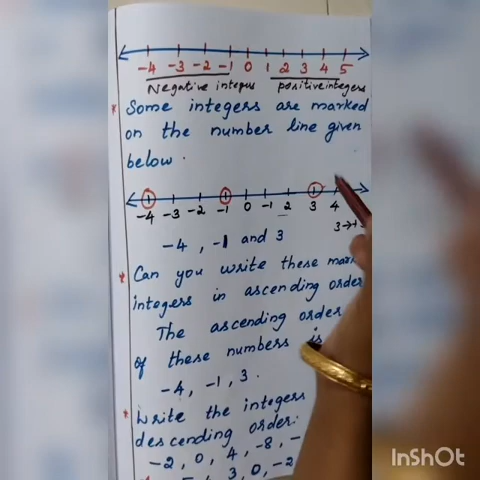 -4 -3 -2 -1 0 1 2 3 4 5
Negative integers positive integers
* Some integers are marked
on the number line given
below.
-4 -3 -2 -1 0 -1 2 3 4
3→
-4, -1 and 3
* Can you write these
integers in ascending order
The ascending order
of these numbers is
-4, -1, 3.
* Write the integers
descending order:
-2, 0, 4, -8, -
3, 0, -2
InShOt